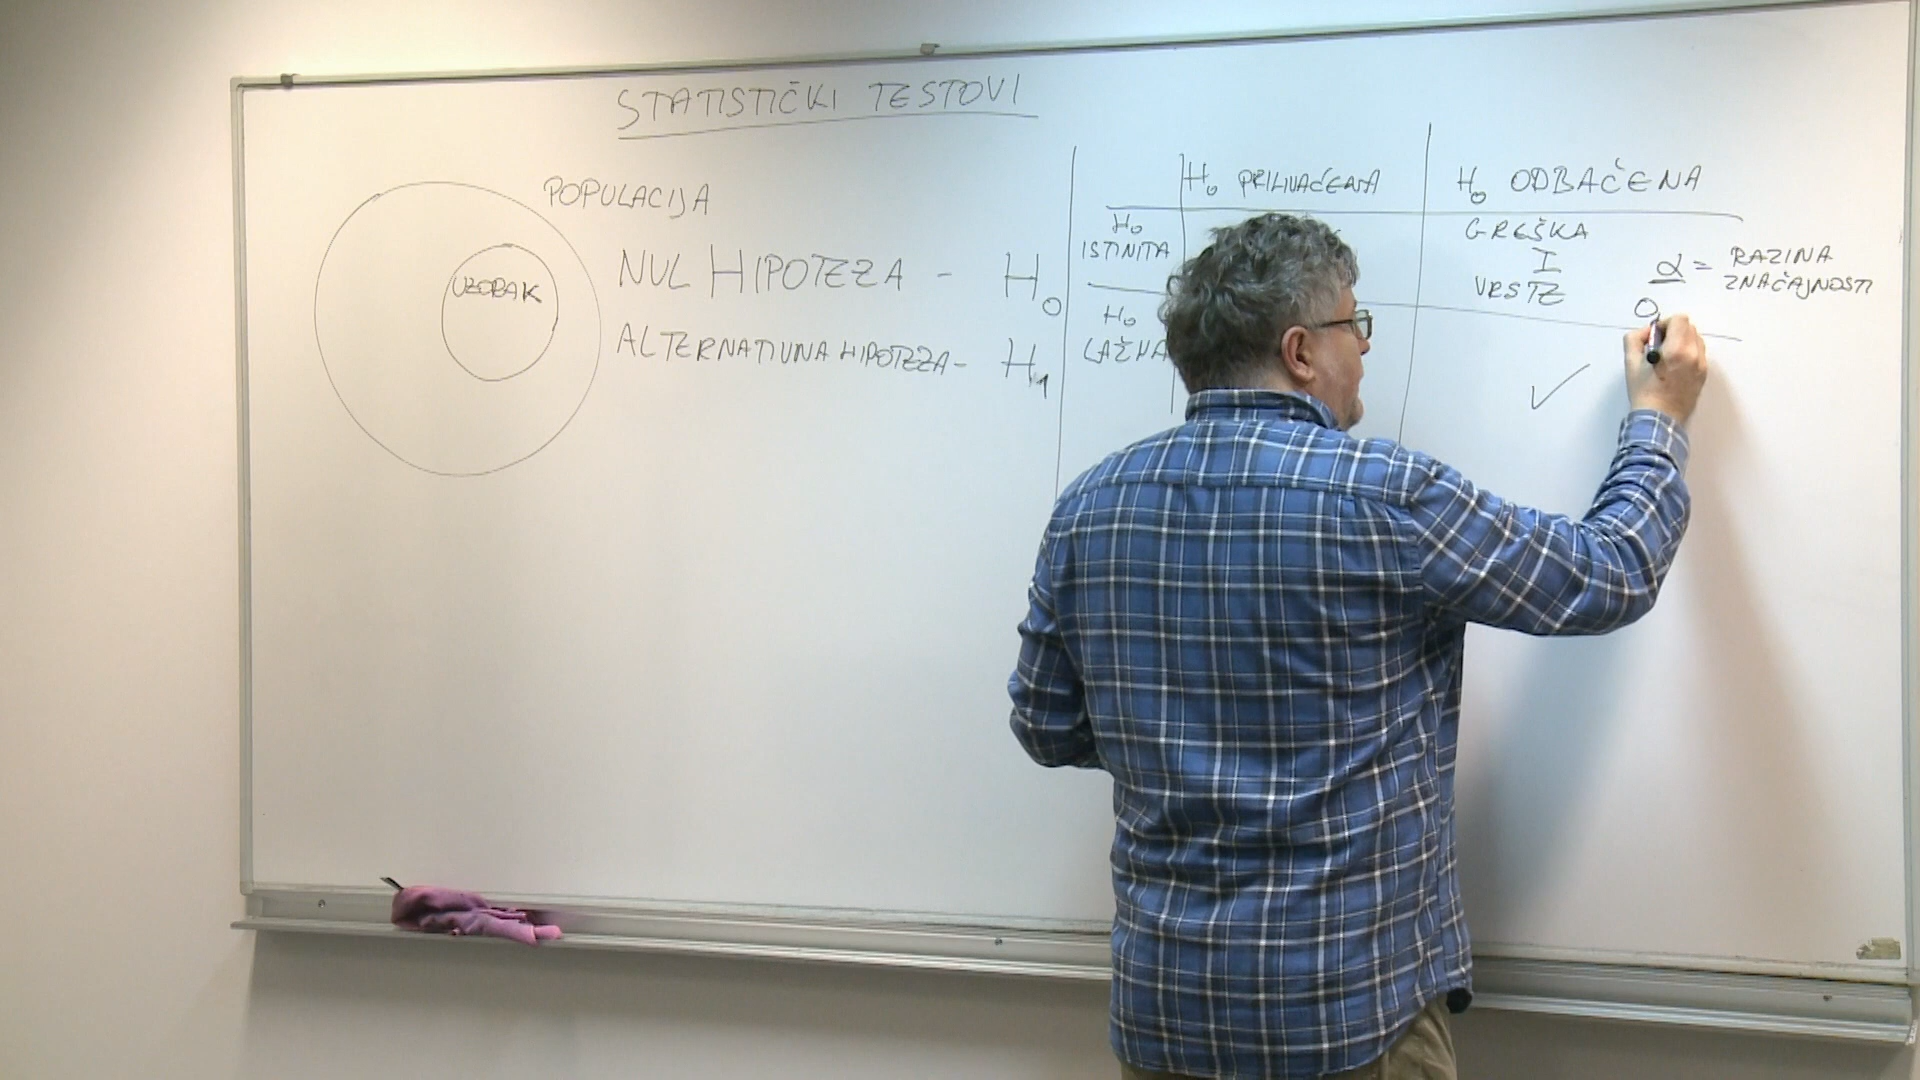 STATISTIČKI TESTOVI
POPULACIJA
UZORAK
NUL HIPOTEZA - H0
ALTERNATIVNA HIPOTEZA - H1
H0 PRIHVAĆENA
H0 ODBAČENA
H0
ISTINITA
GREŠKA
I
VRSTE
α = RAZINA
ZNAČAJNOSTI
0
H0
LAŽNA
✓